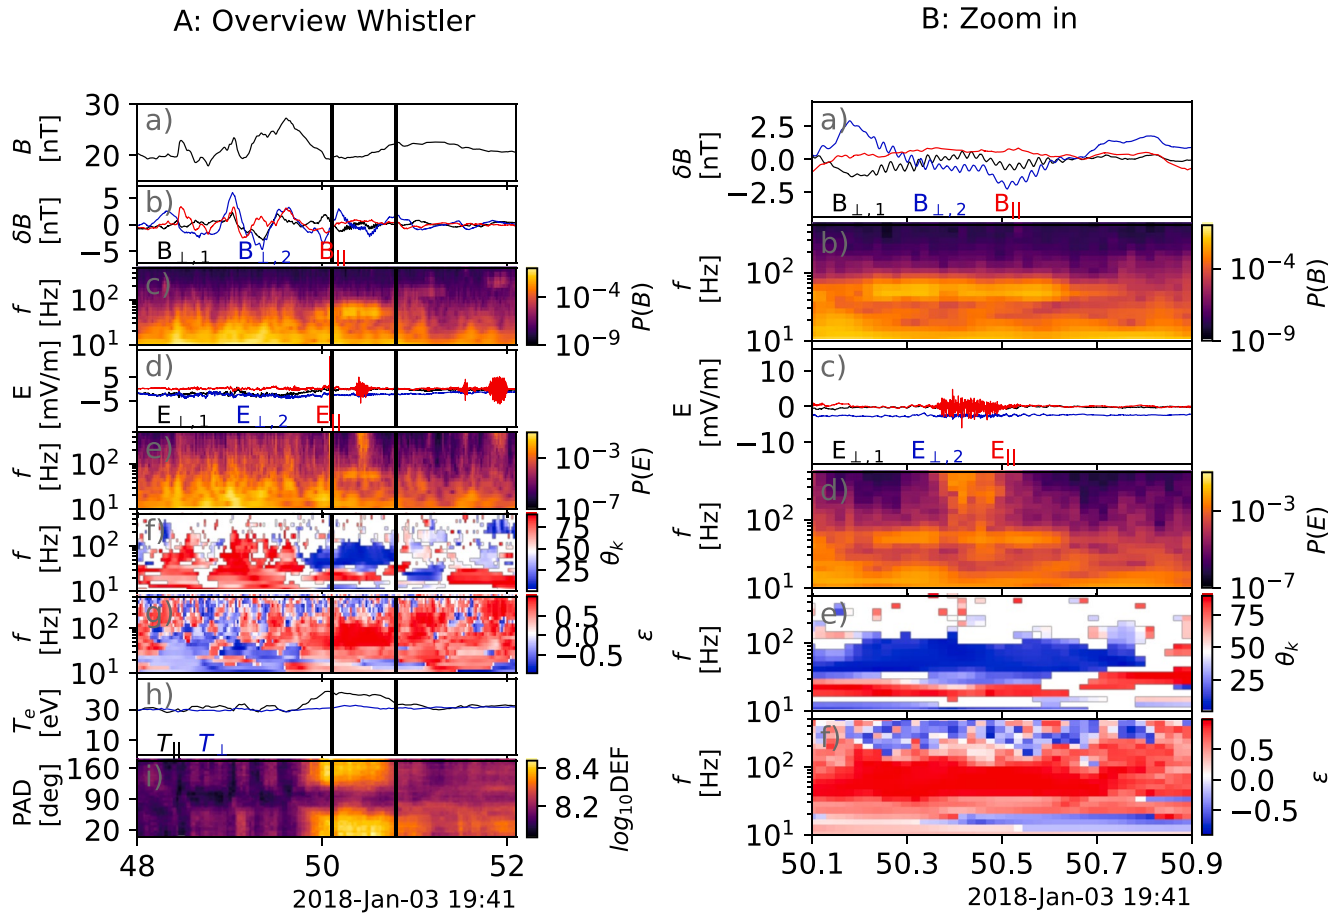 A: Overview Whistler
B: Zoom in
a)
B
[nT]
30
20
b)
δB
[nT]
5
0
−5
B⊥,1 B⊥,2 B||
c)
f
[Hz]
10²
10¹
10⁻⁴
10⁻⁹
P(B)
d)
E
[mV/m]
5
−5
E⊥,1 E⊥,2 E||
e)
f
[Hz]
10²
10¹
10⁻³
10⁻⁷
P(E)
f)
f
[Hz]
10²
10¹
75
50
25
θk
g)
f
[Hz]
10²
10¹
0.5
0.0
−0.5
ε
h)
Te
[eV]
30
10
T|| T⊥
i)
PAD
[deg]
160
90
20
8.4
8.2
log₁₀DEF
48 50 52
2018-Jan-03 19:41
a)
δB
[nT]
2.5
0.0
−2.5
B⊥,1 B⊥,2 B||
b)
f
[Hz]
10²
10¹
10⁻⁴
10⁻⁹
P(B)
c)
E
[mV/m]
10
0
−10
E⊥,1 E⊥,2 E||
d)
f
[Hz]
10²
10¹
10⁻³
10⁻⁷
P(E)
e)
f
[Hz]
10²
10¹
75
50
25
θk
f)
f
[Hz]
10²
10¹
0.5
0.0
−0.5
ε
50.1 50.3 50.5 50.7 50.9
2018-Jan-03 19:41